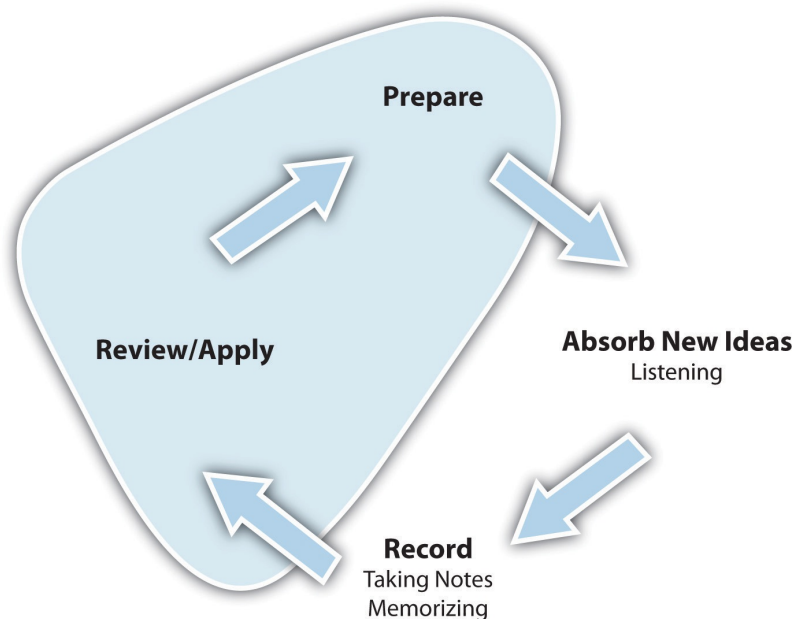 Prepare
Absorb New Ideas
Listening
Record
Taking Notes
Memorizing
Review/Apply